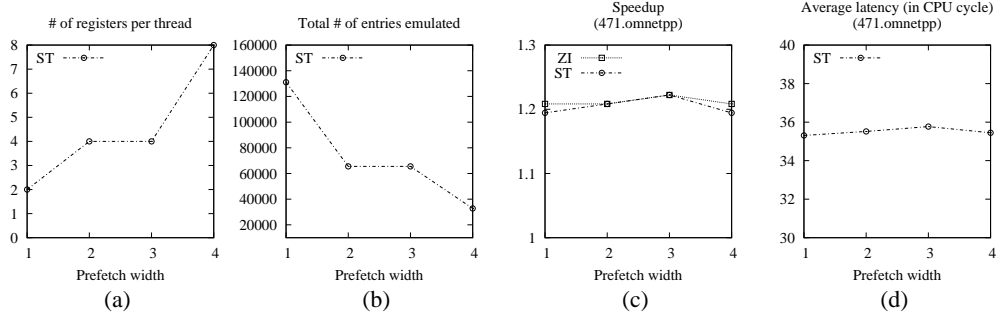 # of registers per thread
8
7
6
5
4
3
2
1
0
ST
1 2 3 4
Prefetch width
(a)
Total # of entries emulated
160000
140000
120000
100000
80000
60000
40000
20000
ST
1 2 3 4
Prefetch width
(b)
Speedup
(471.omnetpp)
1.3
1.2
1.1
1
ZI
ST
1 2 3 4
Prefetch width
(c)
Average latency (in CPU cycle)
(471.omnetpp)
40
38
36
34
32
30
ST
1 2 3 4
Prefetch width
(d)